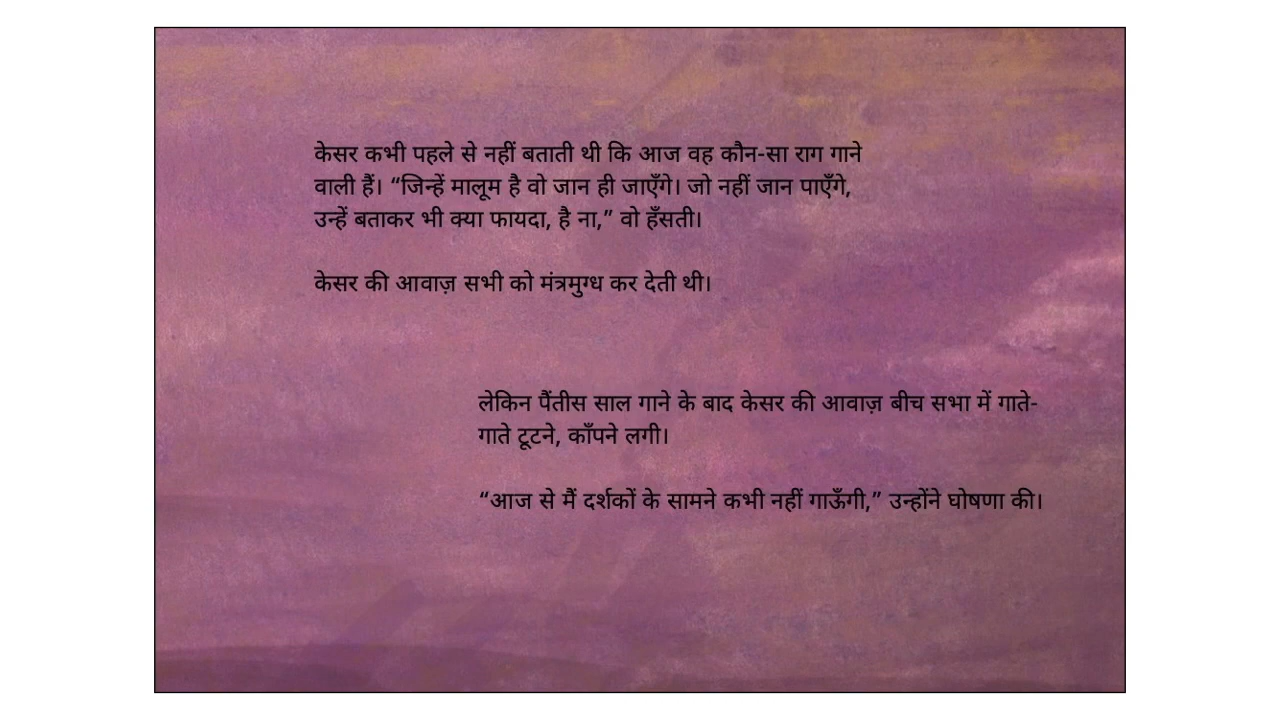 केसर कभी पहले से नहीं बताती थी कि आज वह कौन-सा राग गाने
वाली हैं। “जिन्हें मालूम है वो जान ही जाएँगे। जो नहीं जान पाएँगे,
उन्हें बताकर भी क्या फायदा, है ना,” वो हँसती।
केसर की आवाज़ सभी को मंत्रमुग्ध कर देती थी।
लेकिन पैंतीस साल गाने के बाद केसर की आवाज़ बीच सभा में गाते-
गाते टूटने, काँपने लगी।
“आज से मैं दर्शकों के सामने कभी नहीं गाऊँगी,” उन्होंने घोषणा की।